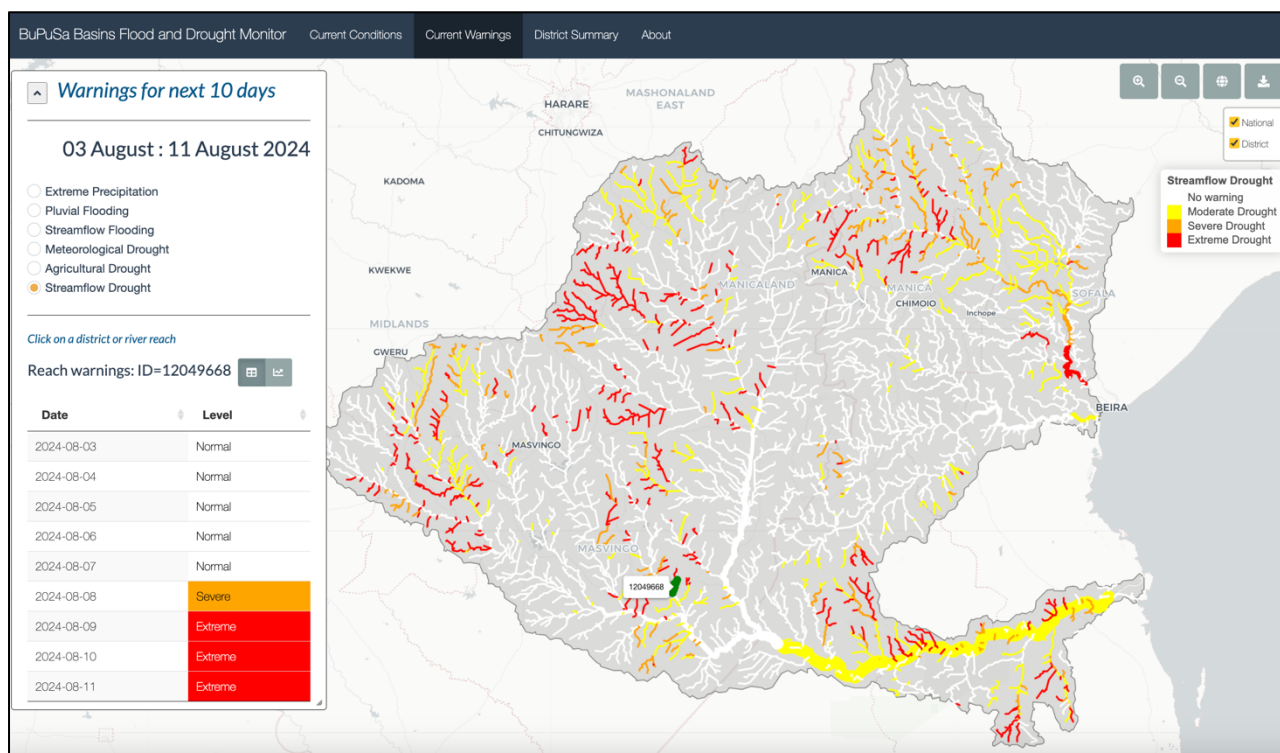 BuPuSa Basins Flood and Drought Monitor Current Conditions Current Warnings District Summary About
Warnings for next 10 days
03 August : 11 August 2024
Extreme Precipitation
Pluvial Flooding
Streamflow Flooding
Meteorological Drought
Agricultural Drought
Streamflow Drought
Click on a district or river reach
Reach warnings: ID=12049668
Date Level
2024-08-03 Normal
2024-08-04 Normal
2024-08-05 Normal
2024-08-06 Normal
2024-08-07 Normal
2024-08-08 Severe
2024-08-09 Extreme
2024-08-10 Extreme
2024-08-11 Extreme
HARARE
CHITUNGWIZA
MASHONALAND
EAST
KADOMA
KWEKWE
MIDLANDS
GWERU
MASVINGO
MANICALAND
MANICA
MANICA
CHIMOIO
Inchope
SOFALA
BEIRA
MASVINGO
12049668
National
District
Streamflow Drought
No warning
Moderate Drought
Severe Drought
Extreme Drought